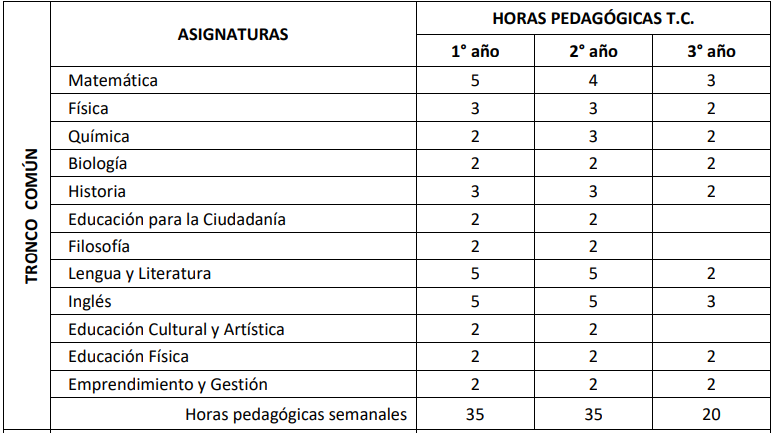 ASIGNATURAS HORAS PEDAGÓGICAS T.C.
1° año 2° año 3° año
TRONCO COMÚN
Matemática 5 4 3
Física 3 3 2
Química 2 3 2
Biología 2 2 2
Historia 3 3 2
Educación para la Ciudadanía 2 2
Filosofía 2 2
Lengua y Literatura 5 5 2
Inglés 5 5 3
Educación Cultural y Artística 2 2
Educación Física 2 2 2
Emprendimiento y Gestión 2 2 2
Horas pedagógicas semanales 35 35 20